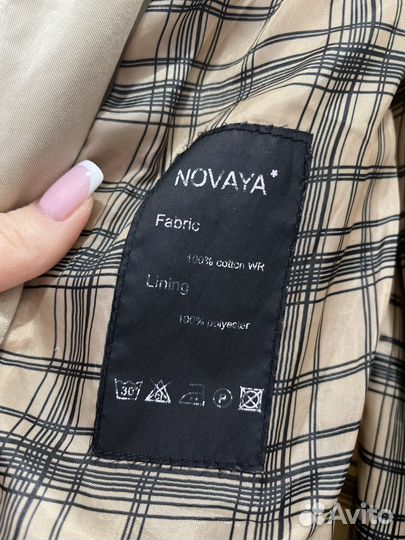 NOVAYA*
Fabric
100% cotton WR
Lining
100% polyester
30°
P
Avito